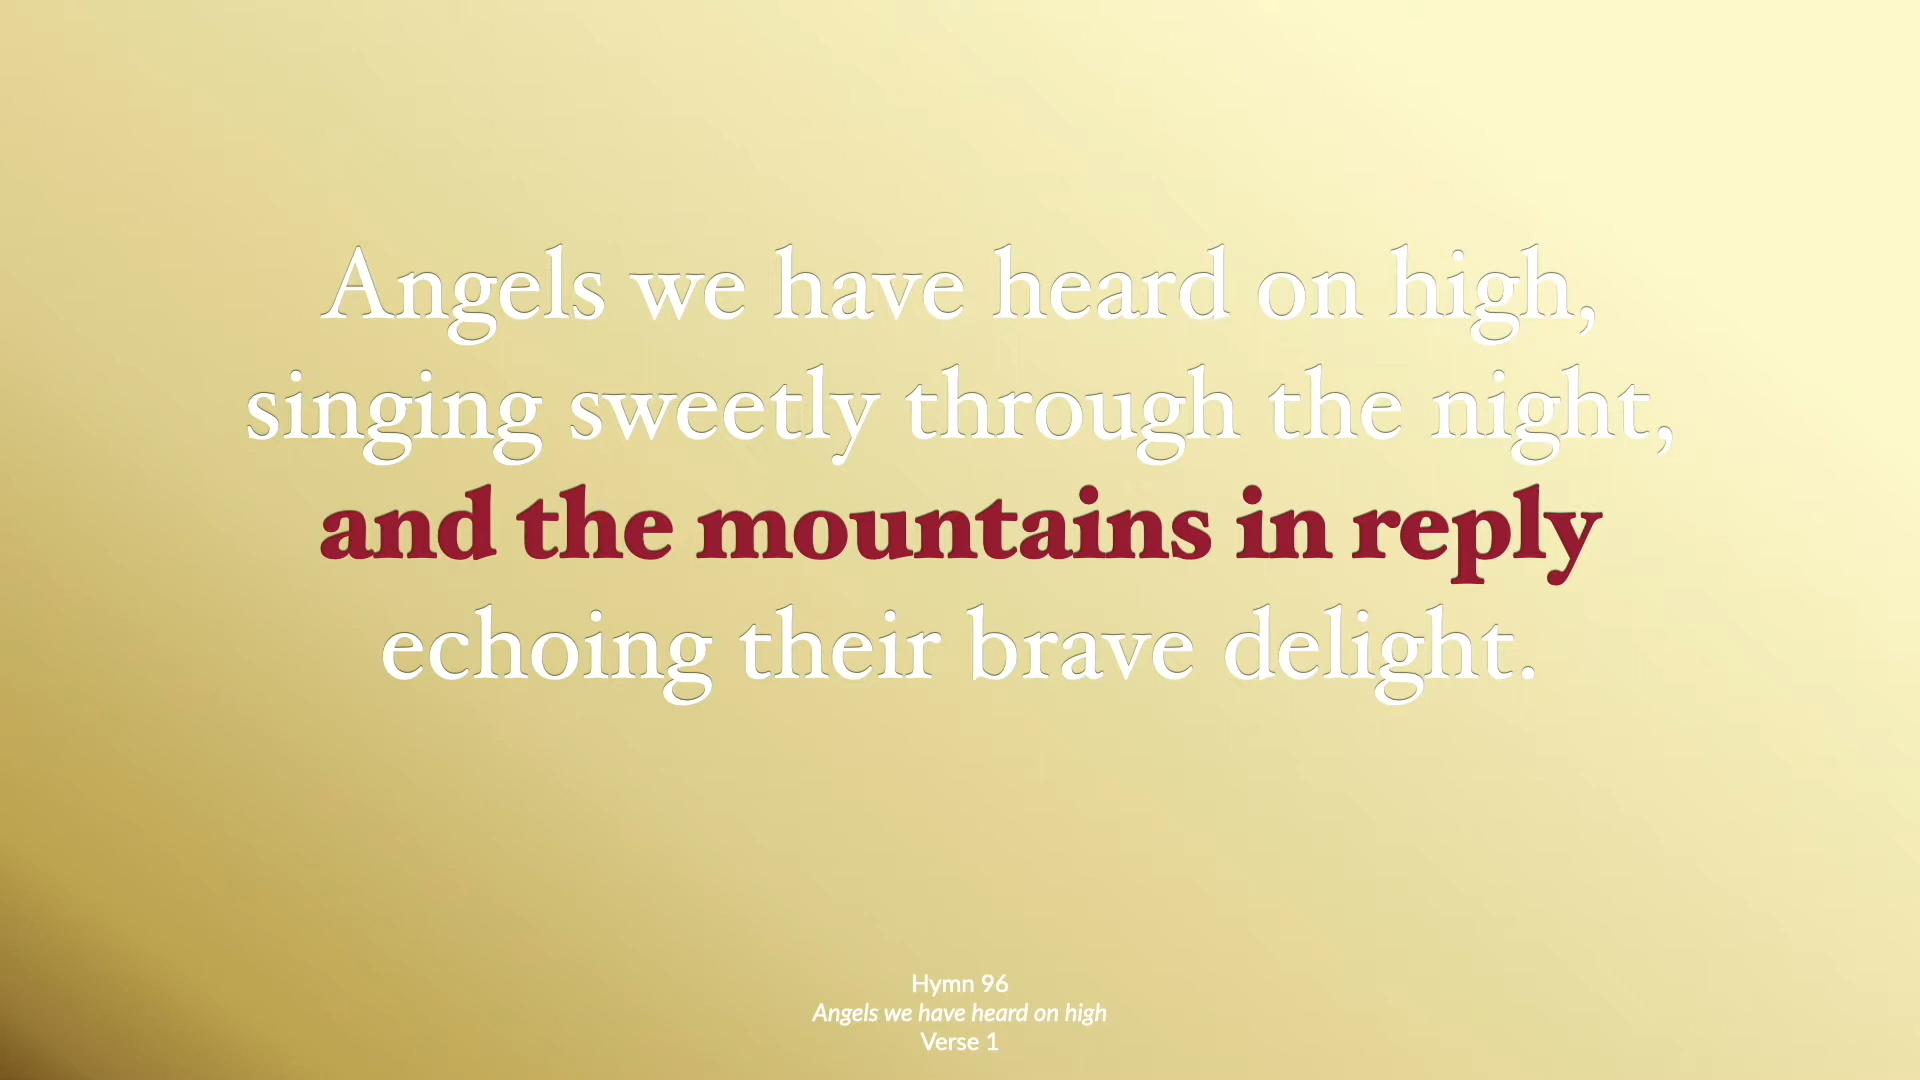 Angels we have heard on high,
singing sweetly through the night,
and the mountains in reply
echoing their brave delight.
Hymn 96
Angels we have heard on high
Verse 1